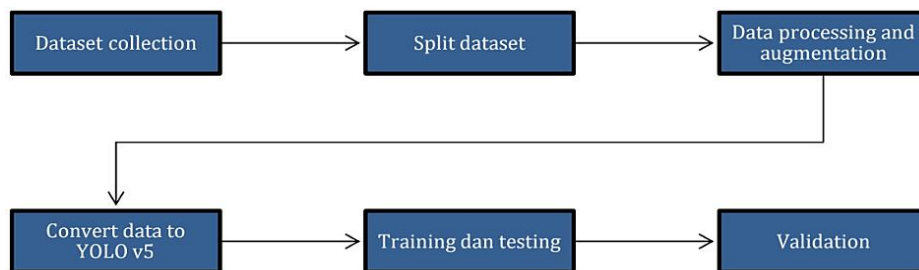 Dataset collection
Split dataset
Data processing and
augmentation
Convert data to
YOLO v5
Training dan testing
Validation